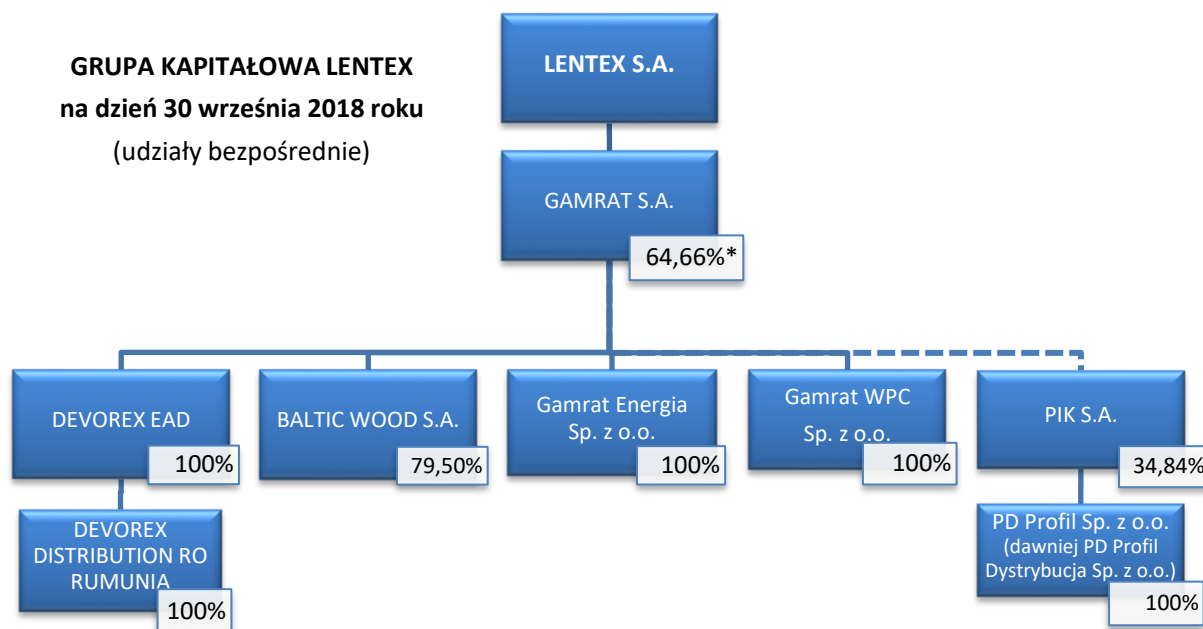 GRUPA KAPITAŁOWA LENTEX
na dzień 30 września 2018 roku
(udziały bezpośrednie)
LENTEX S.A.
GAMRAT S.A.
64,66%*
DEVOREX EAD
100%
BALTIC WOOD S.A.
79,50%
Gamrat Energia
Sp. z o.o.
100%
Gamrat WPC
Sp. z o.o.
100%
PIK S.A.
34,84%
DEVOREX
DISTRIBUTION RO
RUMUNIA
100%
PD Profil Sp. z o.o.
(dawniej PD Profil
Dystrybucja Sp. z o.o.)
100%